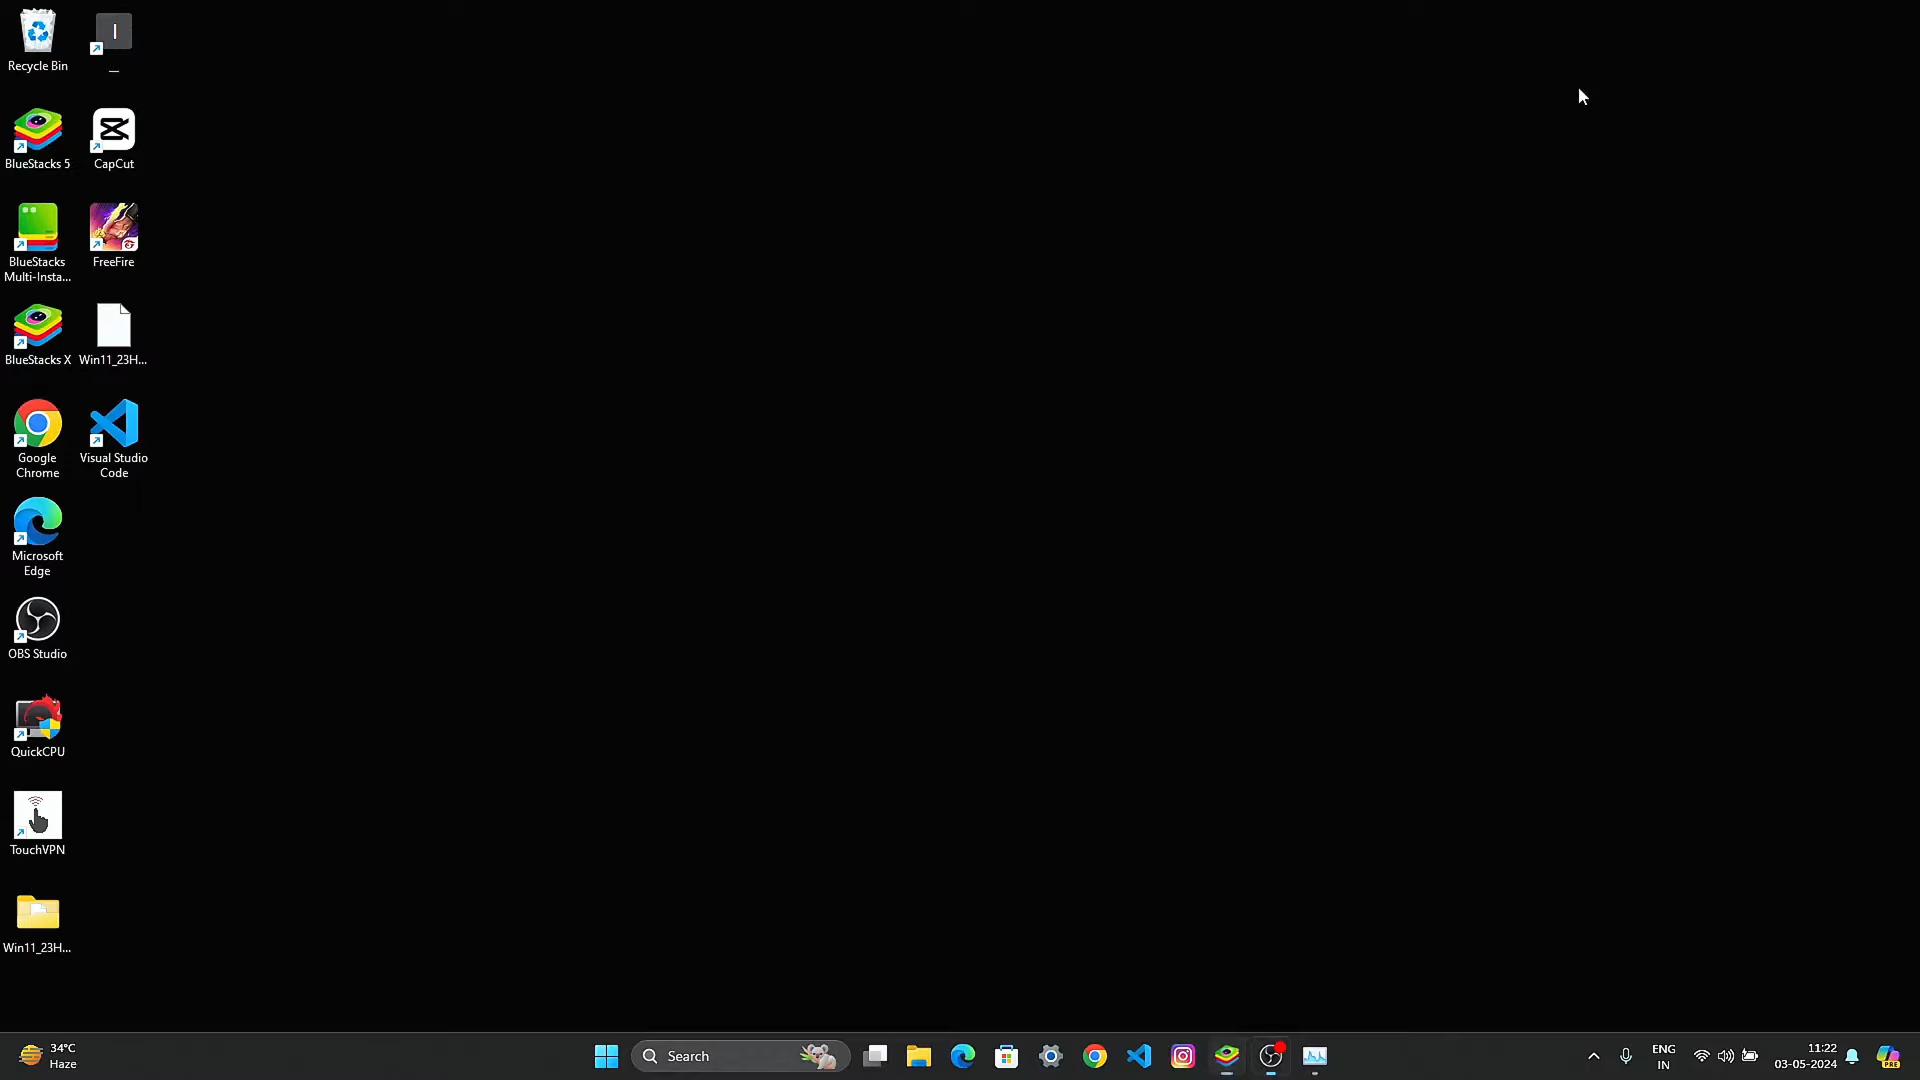 Recycle Bin
BlueStacks 5
CapCut
BlueStacks
Multi-Insta...
FreeFire
BlueStacks X
Win11_23H...
Google
Chrome
Visual Studio
Code
Microsoft
Edge
OBS Studio
QuickCPU
TouchVPN
Win11_23H...
34°C
Haze
Search
ENG
IN
11:22
03-05-2024
PRE